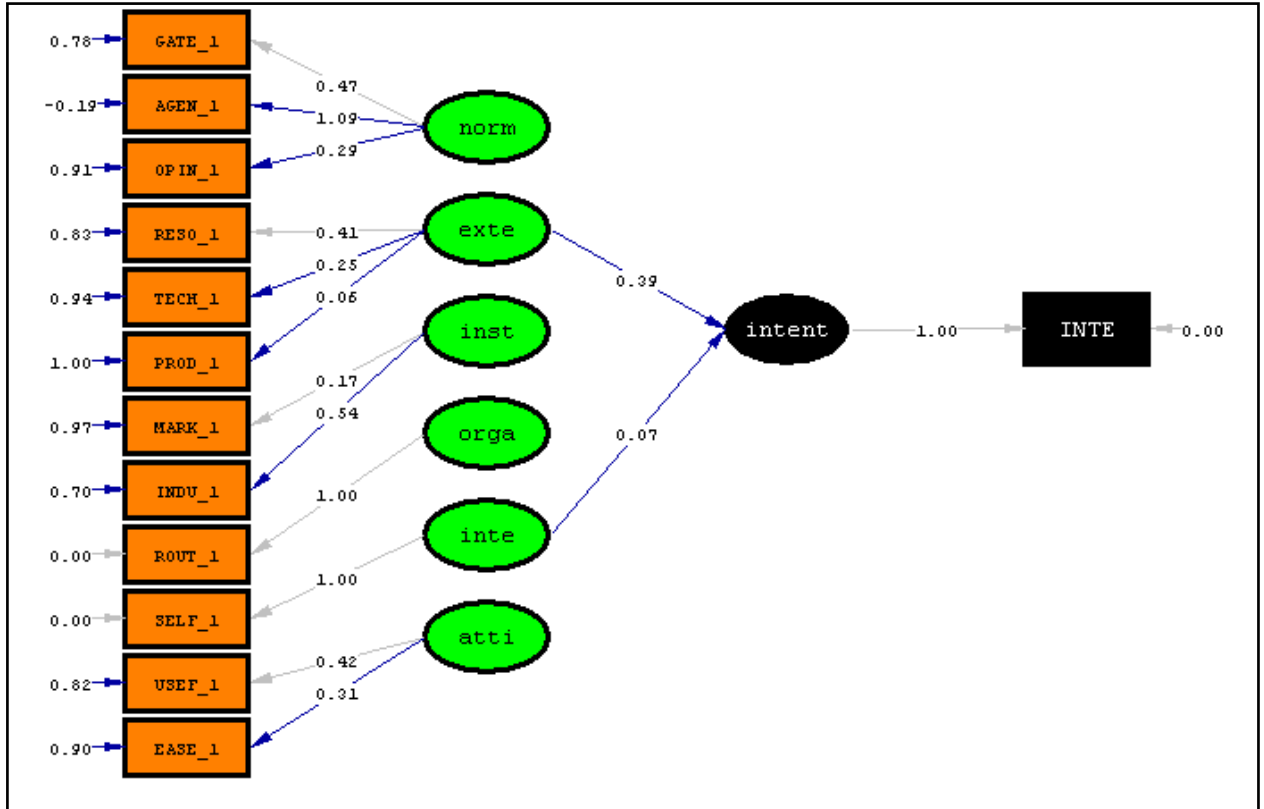 0.78 GATE_1
0.47
-0.19 AGEN_1
1.09
norm
0.29
0.91 OPIN_1
0.83 RESO_1
0.41
exte
0.25
0.94 TECH_1
0.06
0.39
1.00 PROD_1
inst
intent
1.00
INTE
0.00
0.17
0.97 MARK_1
0.54
orga
0.07
0.70 INDU_1
1.00
0.00 ROUT_1
inte
1.00
0.00 SELF_1
atti
0.42
0.82 USEF_1
0.31
0.90 EASE_1